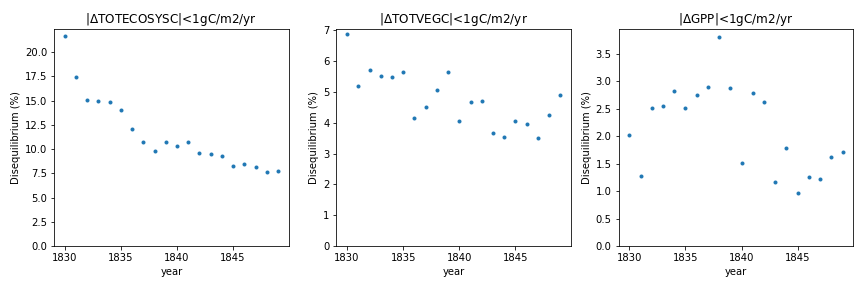 |ΔTOTECOSYSC|<1gC/m2/yr
Disequilibrium (%)
20.0
17.5
15.0
12.5
10.0
7.5
5.0
2.5
0.0
1830 1835 1840 1845
year
|ΔTOTVEGC|<1gC/m2/yr
Disequilibrium (%)
7
6
5
4
3
2
1
0
1830 1835 1840 1845
year
|ΔGPP|<1gC/m2/yr
Disequilibrium (%)
3.5
3.0
2.5
2.0
1.5
1.0
0.5
0.0
1830 1835 1840 1845
year